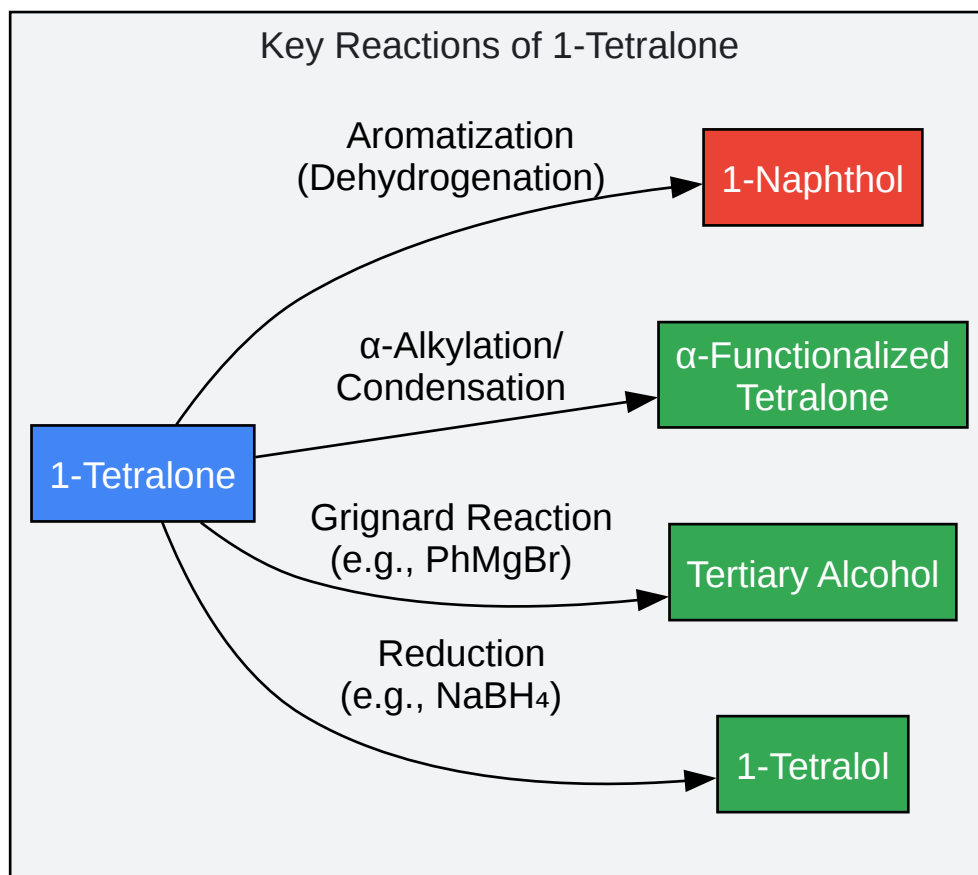 Key Reactions of 1-Tetralone
Aromatization
(Dehydrogenation)
1-Naphthol
α-Alkylation/
Condensation
α-Functionalized
Tetralone
1-Tetralone
Grignard Reaction
(e.g., PhMgBr)
Tertiary Alcohol
Reduction
(e.g., NaBH₄)
1-Tetralol